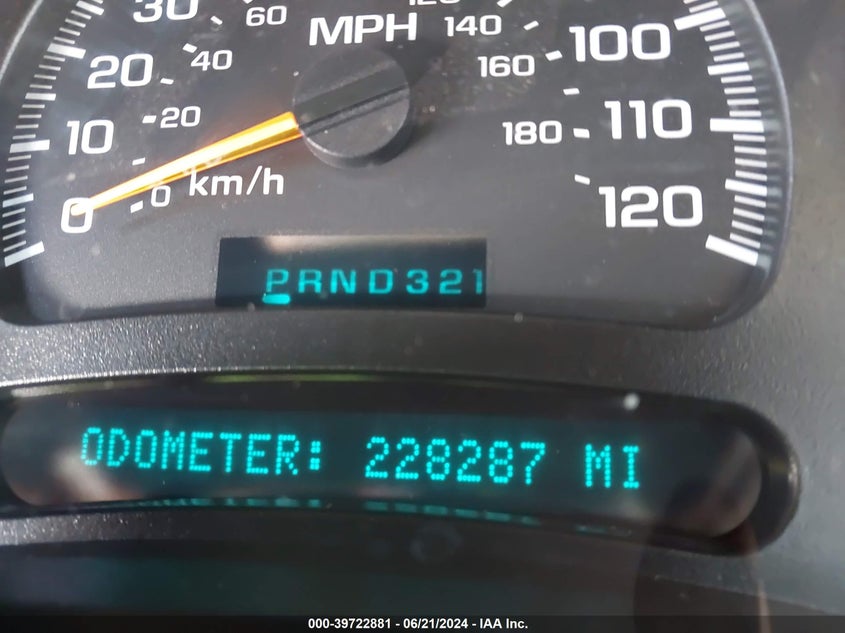 30 60 MPH 140 100
20 40 160
10 20 180 110
0 0 km/h 120
PRND321
ODOMETER: 228287 MI
000-39722881 - 06/21/2024 - IAA Inc.